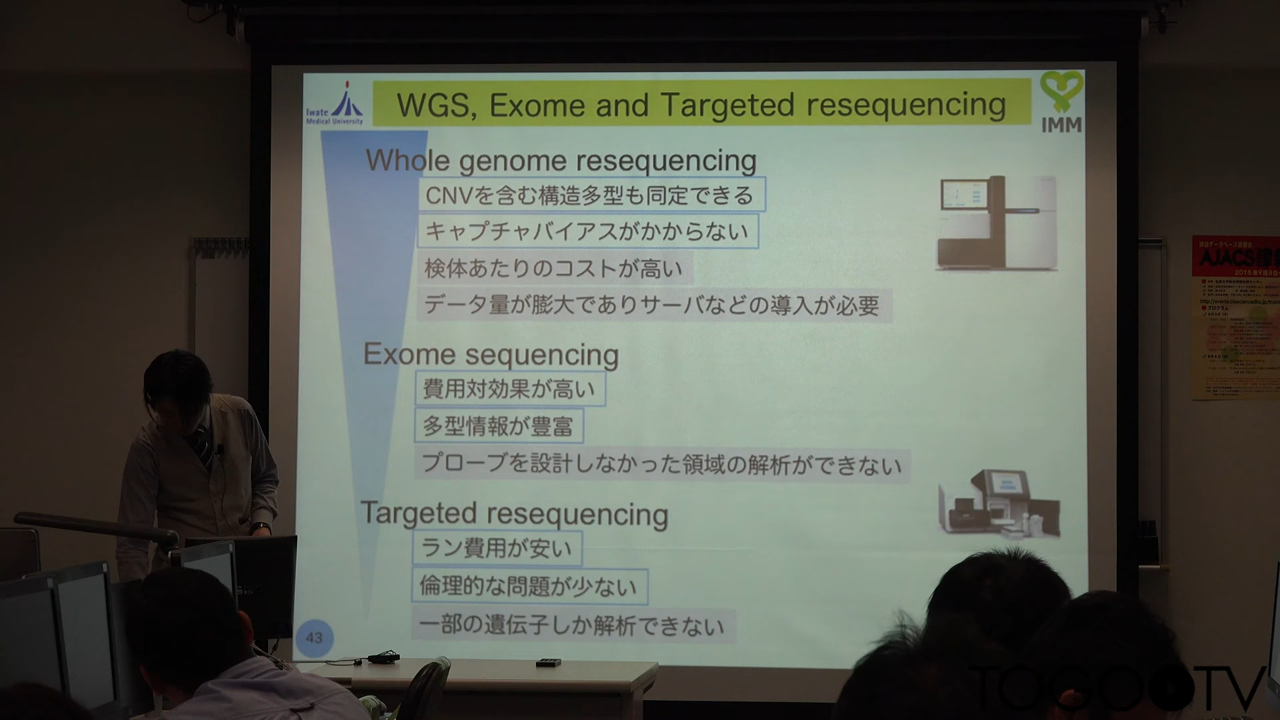 Iwate
Medical University
WGS, Exome and Targeted resequencing
IMM
Whole genome resequencing
CNVを含む構造多型も同定できる
キャプチャバイアスがかからない
検体あたりのコストが高い
データ量が膨大でありサーバなどの導入が必要
Exome sequencing
費用対効果が高い
多型情報が豊富
プローブを設計しなかった領域の解析ができない
Targeted resequencing
ラン費用が安い
倫理的な問題が少ない
一部の遺伝子しか解析できない
43
AJACS
TOGOTV